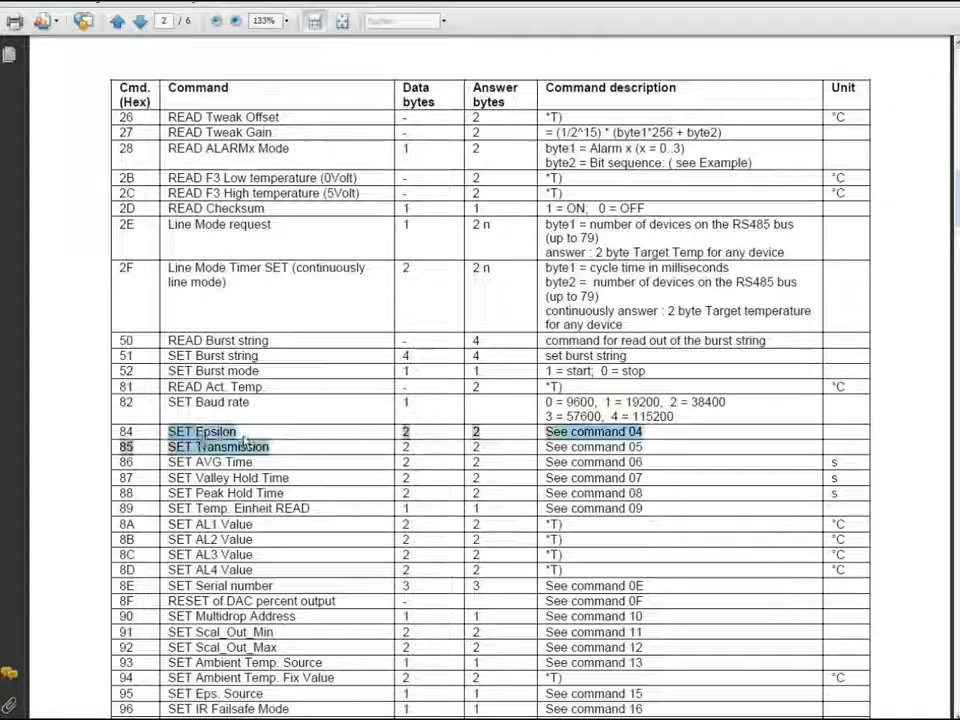 2 / 6 133%
Cmd. (Hex) Command Data bytes Answer bytes Command description Unit
26 READ Tweak Offset - 2 *T) °C
27 READ Tweak Gain - 2 = (1/2^15) * (byte1*256 + byte2)
28 READ ALARMx Mode 1 2 byte1 = Alarm x (x = 0..3)
byte2 = Bit sequence: ( see Example)
2B READ F3 Low temperature (0Volt) - 2 *T) °C
2C READ F3 High temperature (5Volt) - 2 *T) °C
2D READ Checksum 1 1 1 = ON; 0 = OFF
2E Line Mode request 1 2 n byte1 = number of devices on the RS485 bus
(up to 79)
answer : 2 byte Target Temp for any device
2F Line Mode Timer SET (continuously 2 2 n byte1 = cycle time in milliseconds
line mode) byte2 = number of devices on the RS485 bus
(up to 79)
continuously answer : 2 byte Target temperature
for any device
50 READ Burst string - 4 command for read out of the burst string
51 SET Burst string 4 4 set burst string
52 SET Burst mode 1 1 1 = start; 0 = stop
81 READ Act. Temp. - 2 *T) °C
82 SET Baud rate 1 0 = 9600, 1 = 19200, 2 = 38400
3 = 57600, 4 = 115200
84 SET Epsilon 2 2 See command 04
85 SET Transmission 2 2 See command 05
86 SET AVG Time 2 2 See command 06 s
87 SET Valley Hold Time 2 2 See command 07 s
88 SET Peak Hold Time 2 2 See command 08 s
89 SET Temp. Einheit READ 1 1 See command 09
8A SET AL1 Value 2 2 *T) °C
8B SET AL2 Value 2 2 *T) °C
8C SET AL3 Value 2 2 *T) °C
8D SET AL4 Value 2 2 *T) °C
8E SET Serial number 3 3 See command 0E
8F RESET of DAC percent output - See command 0F
90 SET Multidrop Address 1 1 See command 10
91 SET Scal_Out_Min 2 2 See command 11
92 SET Scal_Out_Max 2 2 See command 12
93 SET Ambient Temp. Source 1 1 See command 13
94 SET Ambient Temp. Fix Value 2 2 *T) °C
95 SET Eps. Source 1 1 See command 15
96 SET IR Failsafe Mode 1 1 See command 16